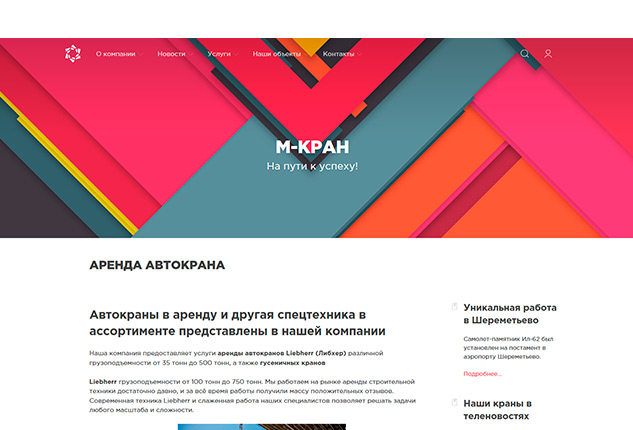 О компании Новости Услуги Наши объекты Контакты
М-КРАН
На пути к успеху!
АРЕНДА АВТОКРАНА
Автокраны в аренду и другая спецтехника в
ассортименте представлены в нашей компании
Наша компания предоставляет услуги аренды автокранов Liebherr (Либхер) различной
грузоподъемности от 35 тонн до 500 тонн, а также гусеничных кранов
Liebherr грузоподъемности от 100 тонн до 750 тонн. Мы работаем на рынке аренды строительной
техники достаточно давно, и за всё время работы получили массу положительных отзывов.
Современная техника Liebherr и слаженная работа наших специалистов позволяет решать задачи
любого масштаба и сложности.
Уникальная работа
в Шереметьево
Самолет-памятник Ил-62 был
установлен на постамент в
аэропорту Шереметьево.
Подробнее...
Наши краны в
теленовостях